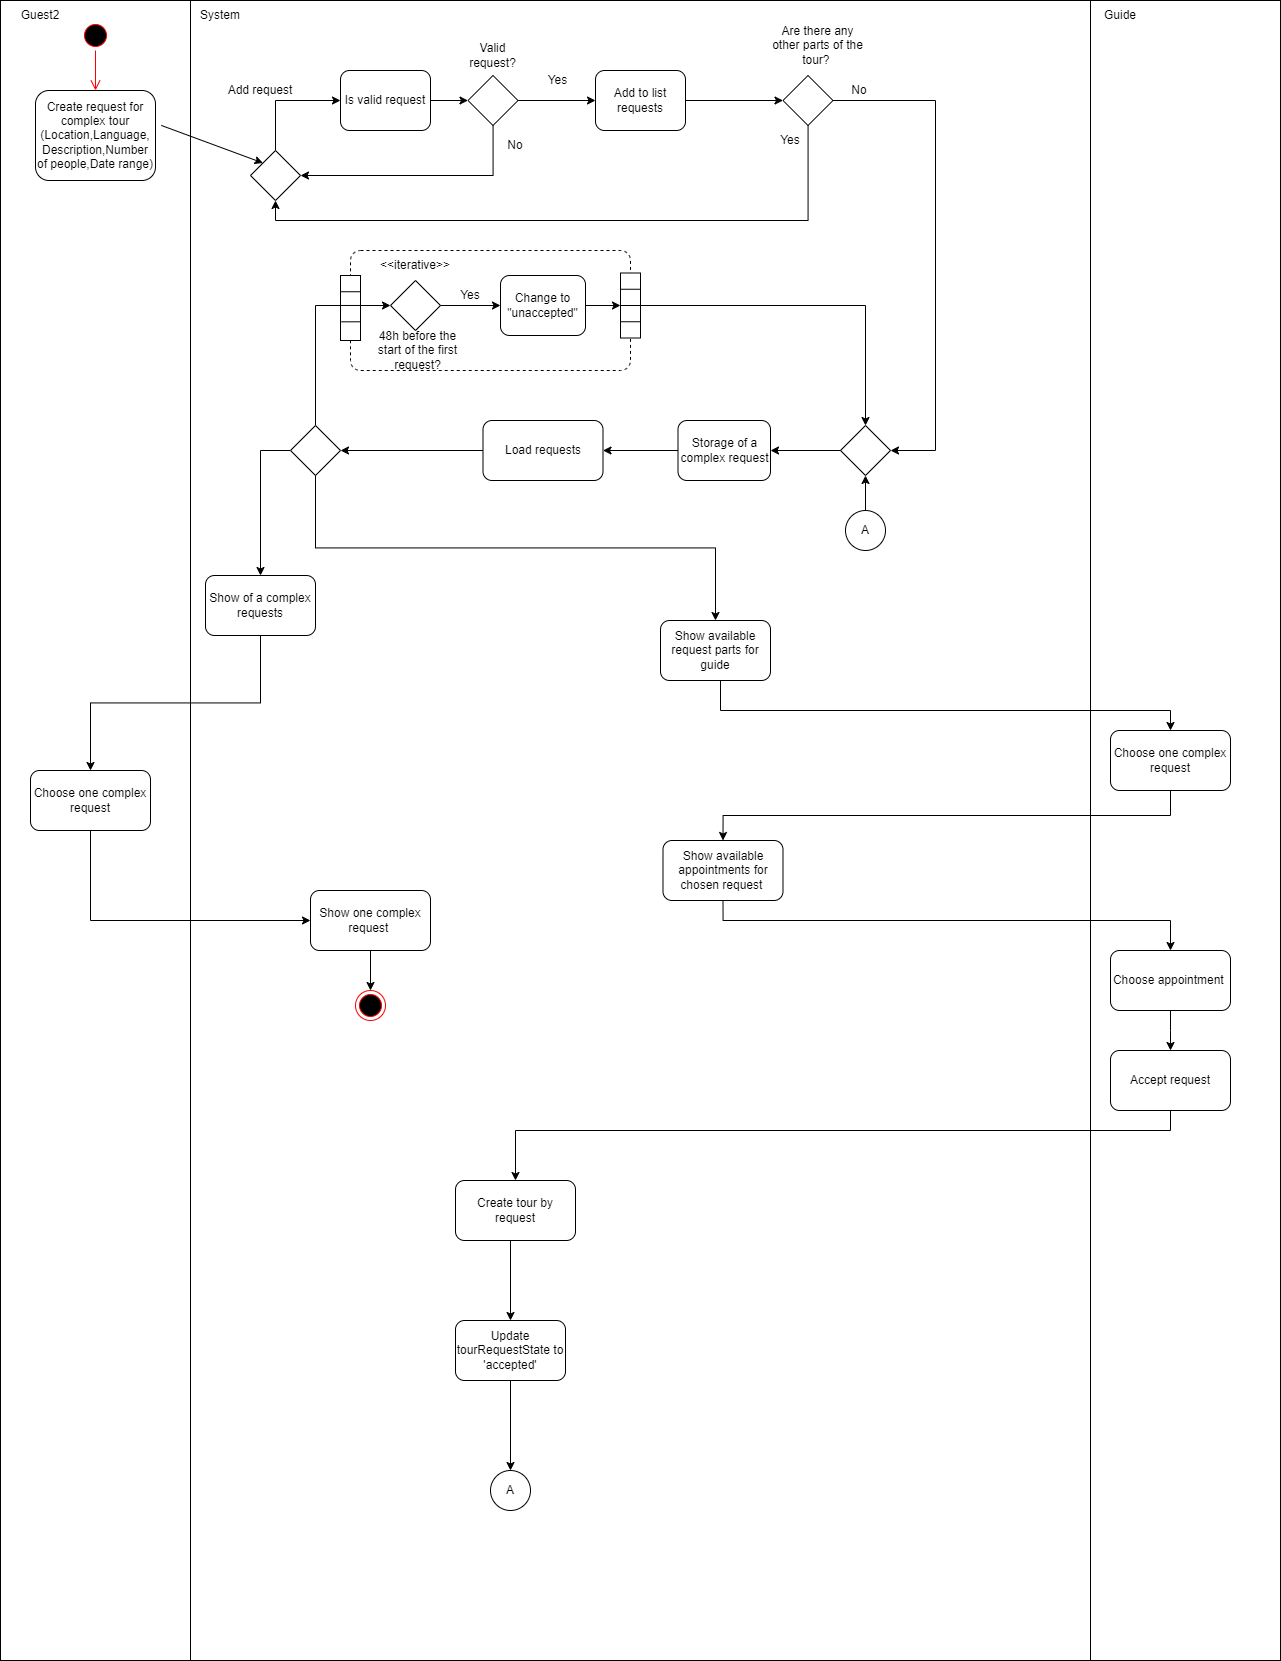 Guest2
System
Guide
Create request for
complex tour
(Location,Language,
Description,Number
of people,Date range)
Add request
Is valid request
Valid
request?
Yes
No
Add to list
requests
Are there any
other parts of the
tour?
No
Yes
<<iterative>>
Yes
48h before the
start of the first
request?
Change to
"unaccepted"
Load requests
Storage of a
complex request
A
Show of a complex
requests
Show available
request parts for
guide
Choose one complex
request
Choose one complex
request
Show available
appointments for
chosen request
Show one complex
request
Choose appointment
Accept request
Create tour by
request
Update
tourRequestState to
'accepted'
A